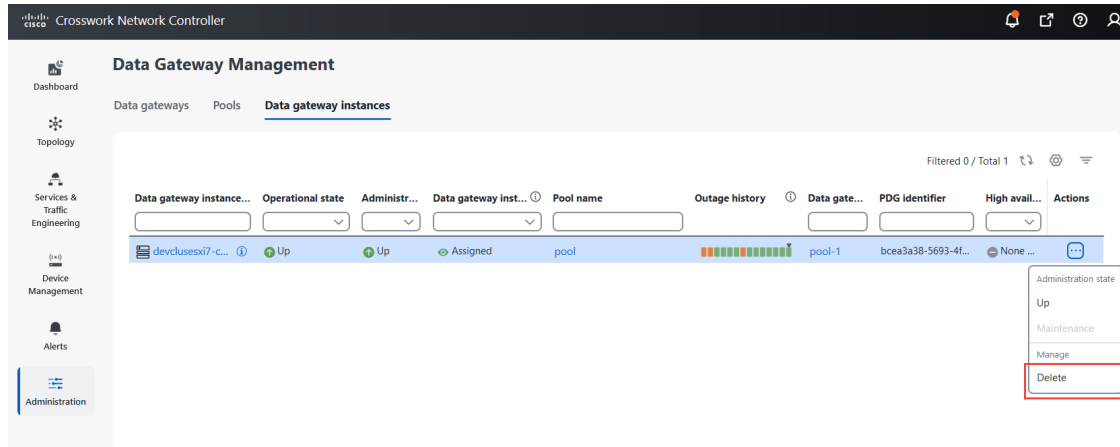 cisco Crosswork Network Controller
Data Gateway Management
Data gateways Pools Data gateway instances
Dashboard
Topology
Services &
Traffic
Engineering
Device
Management
Alerts
Administration
Filtered 0 / Total 1
Data gateway instance... Operational state Administr... Data gateway inst... Pool name Outage history Data gate... PDG identifier High avail... Actions
devclusesxi7-c... Up Up Assigned pool pool-1 bcea3a38-5693-4f... None ...
Administration state
Up
Maintenance
Manage
Delete